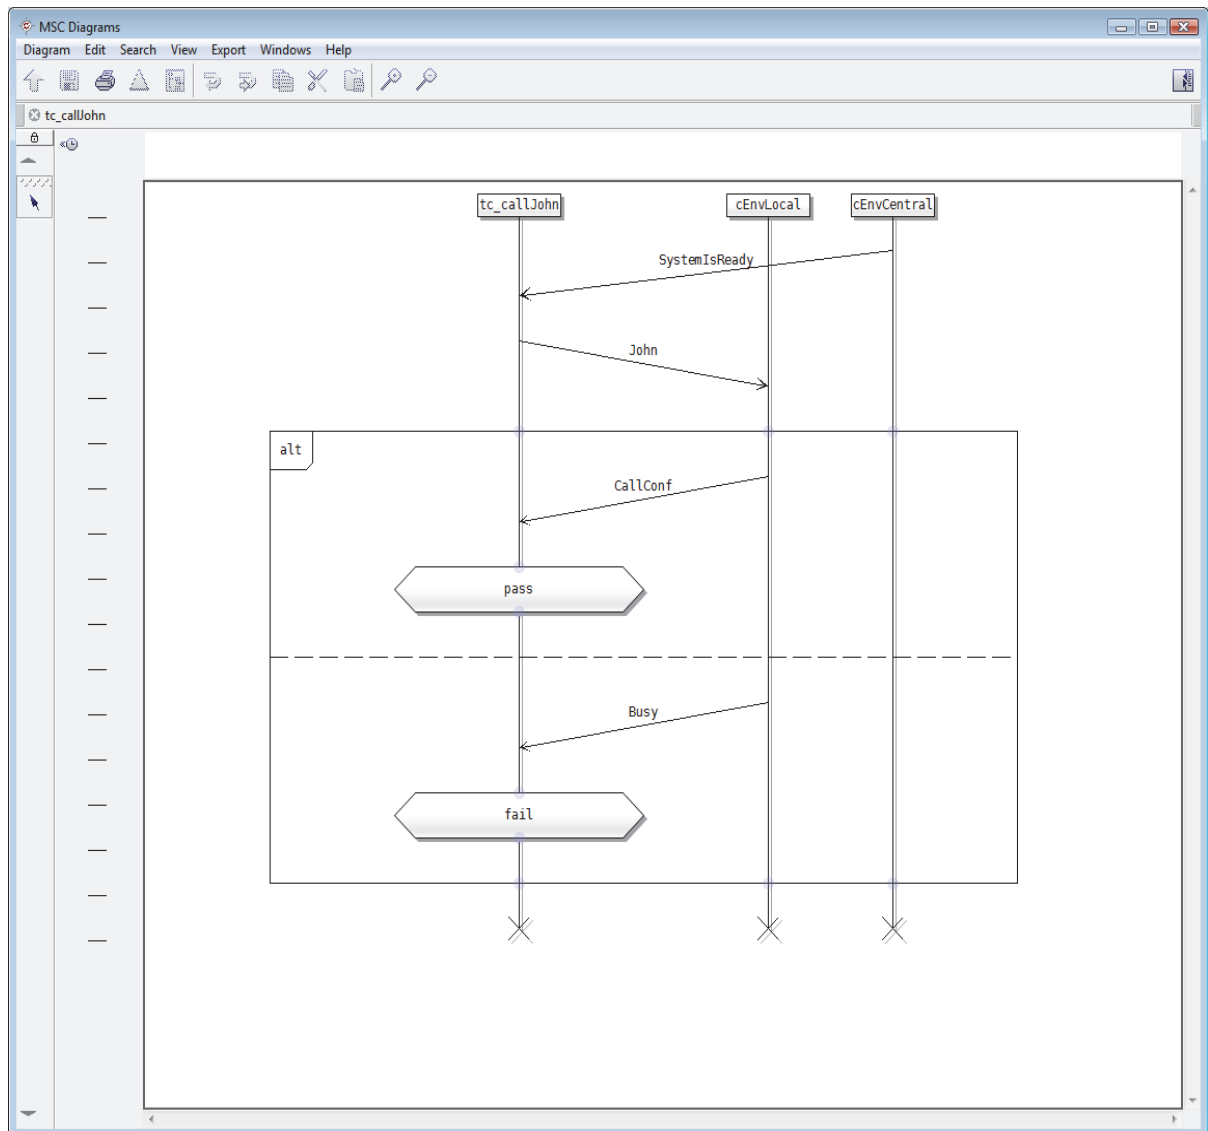 MSC Diagrams
Diagram Edit Search View Export Windows Help
tc_callJohn
tc_callJohn cEnvLocal cEnvCentral
SystemIsReady
John
alt
CallConf
pass
Busy
fail